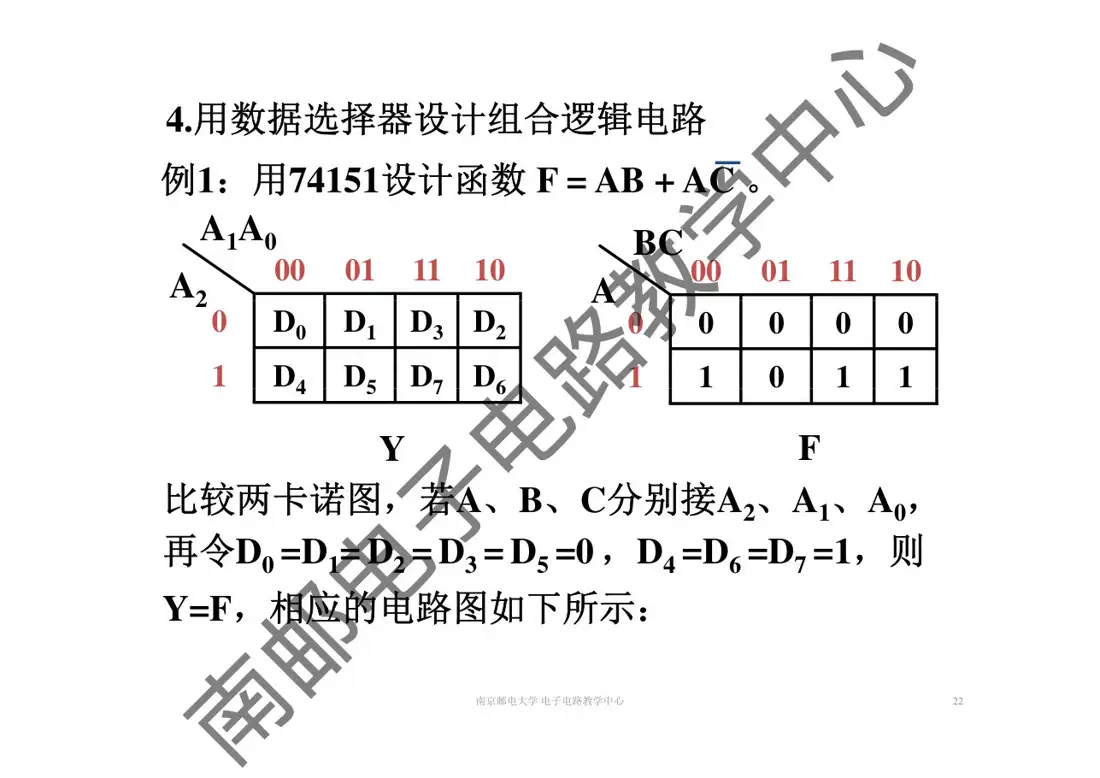 4.用数据选择器设计组合逻辑电路
例1：用74151设计函数 F = AB + AC̅ 。
A₁A₀
A₂
00 01 11 10
0 D₀ D₁ D₃ D₂
1 D₄ D₅ D₇ D₆
Y
BC
A
00 01 11 10
0 0 0 0 0
1 1 0 1 1
F
比较两卡诺图，若A、B、C分别接A₂、A₁、A₀，
再令D₀ =D₁= D₂ = D₃ = D₅ =0 ，D₄ =D₆ =D₇ =1，则
Y=F，相应的电路图如下所示：
南邮电子电路教学中心
南京邮电大学 电子电路教学中心
22